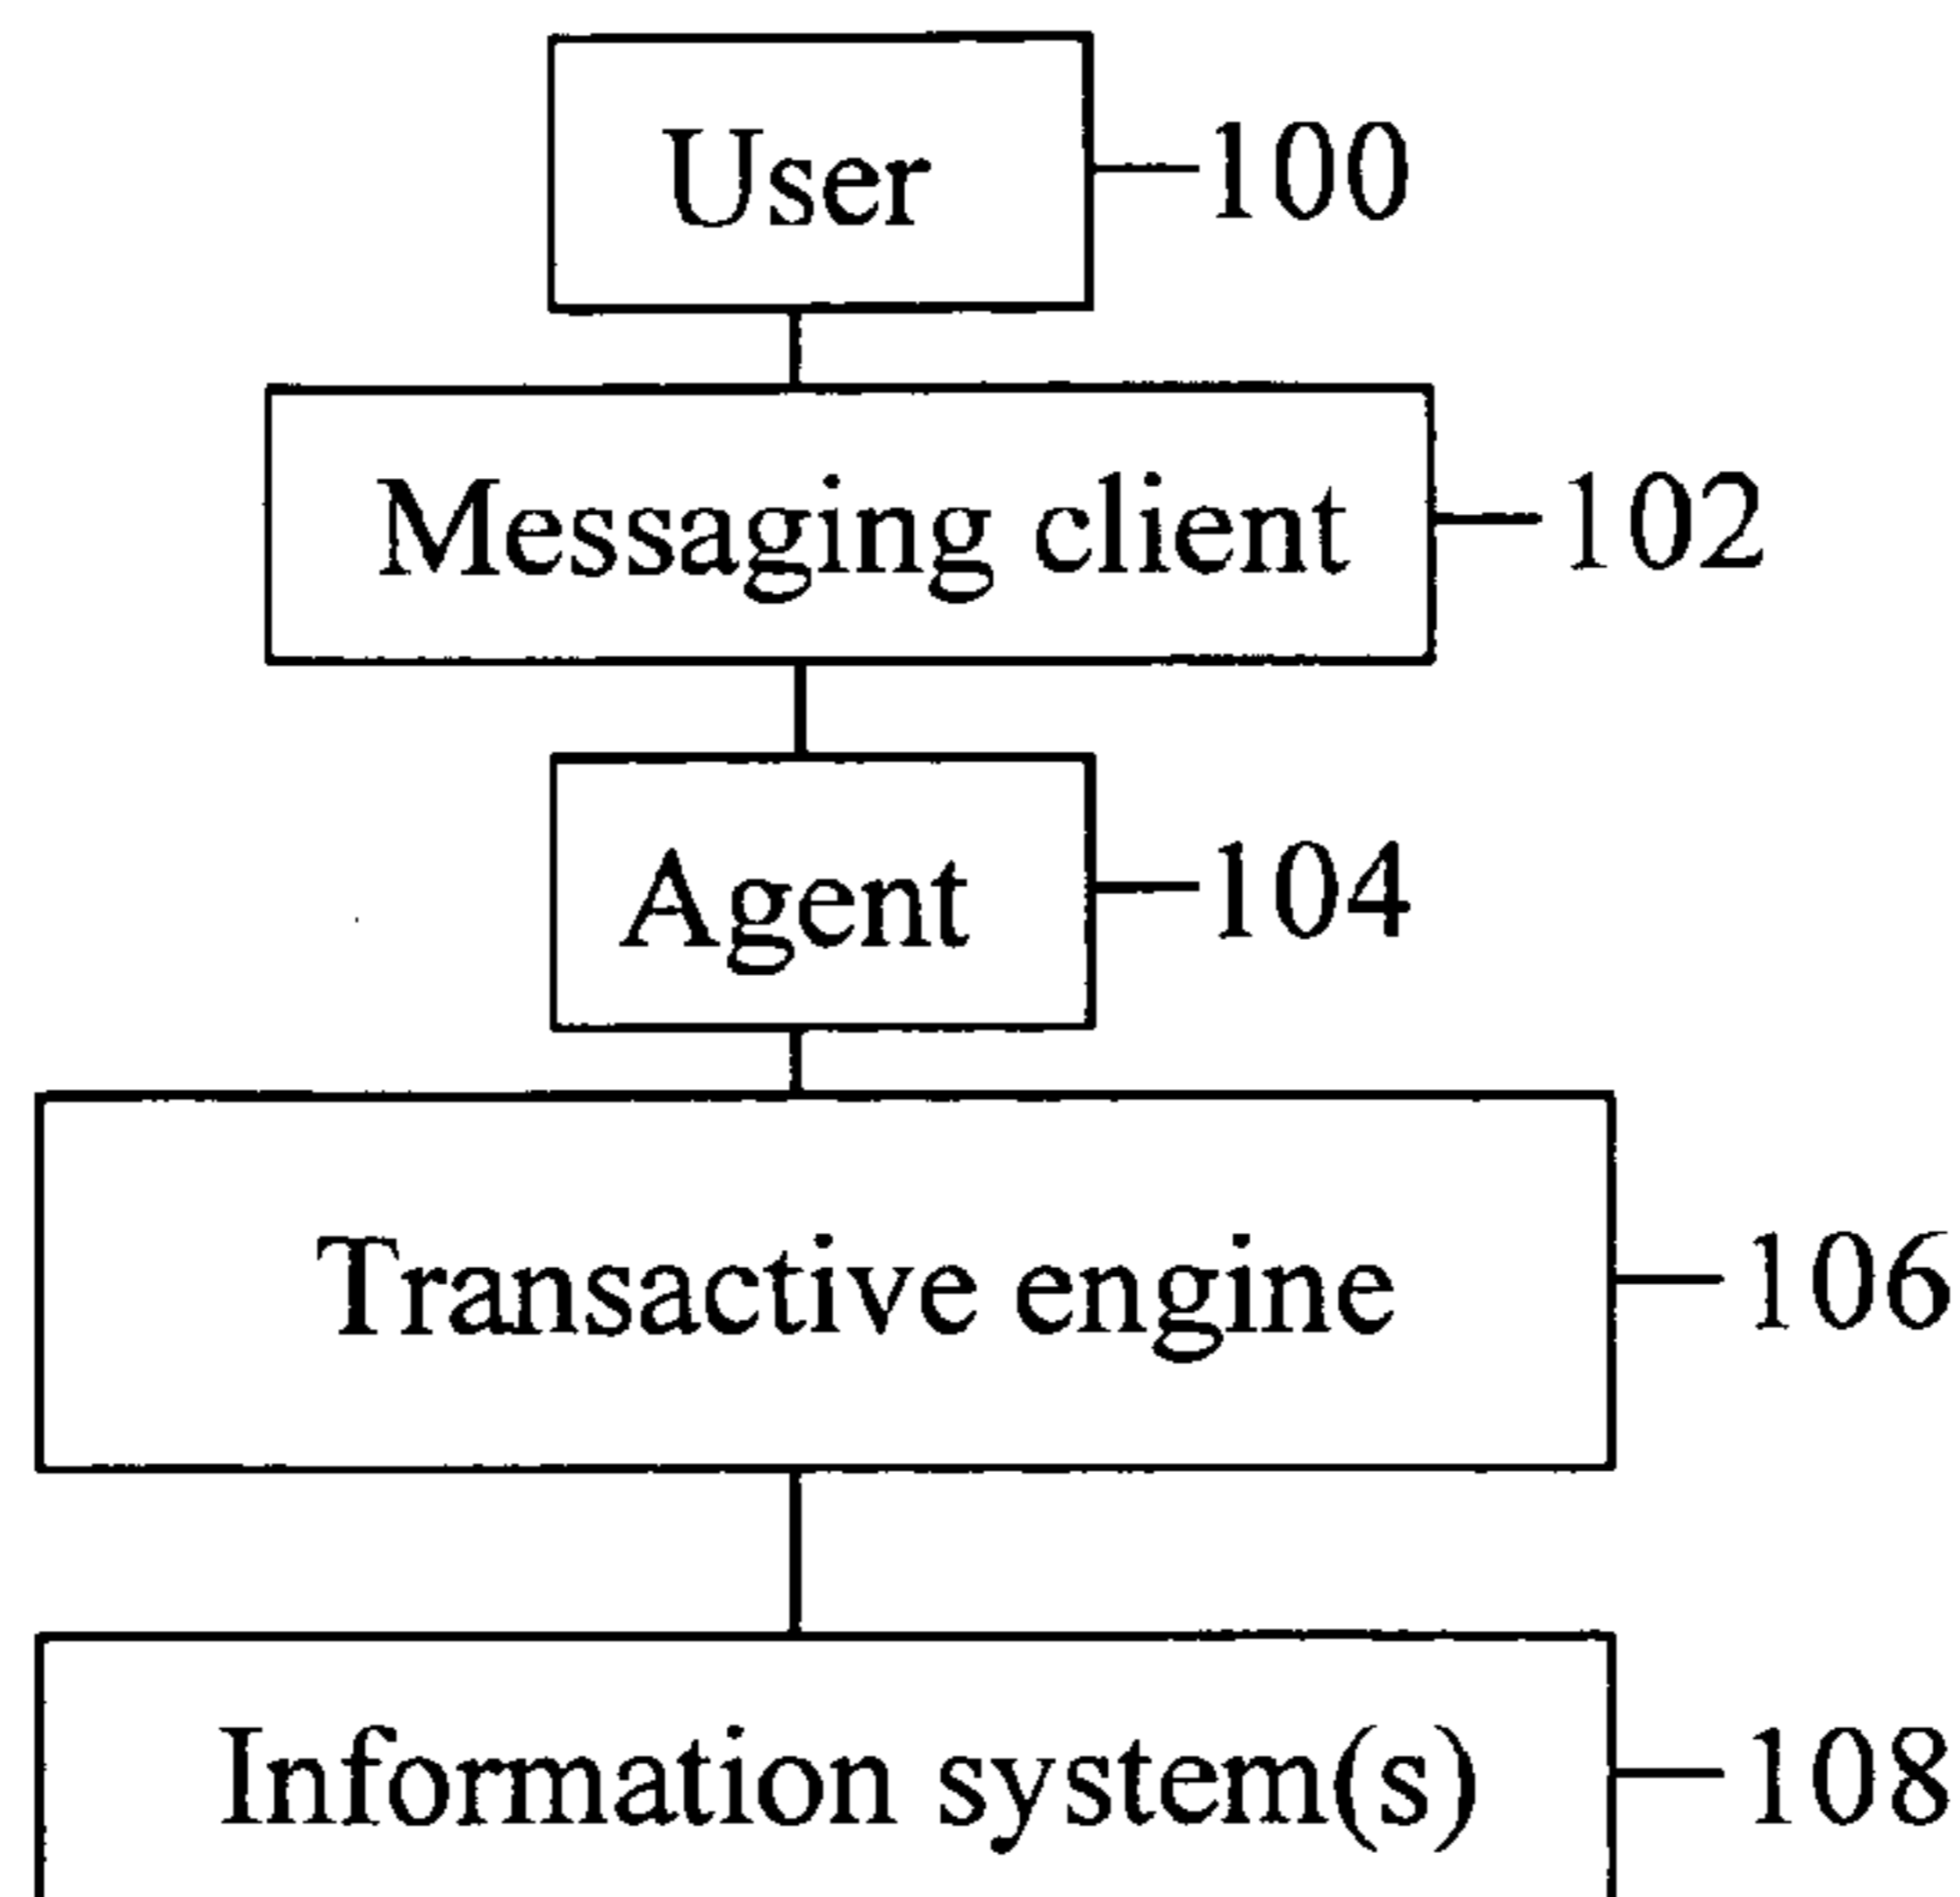 User 100
Messaging client 102
Agent 104
Transactive engine 106
Information system(s) 108